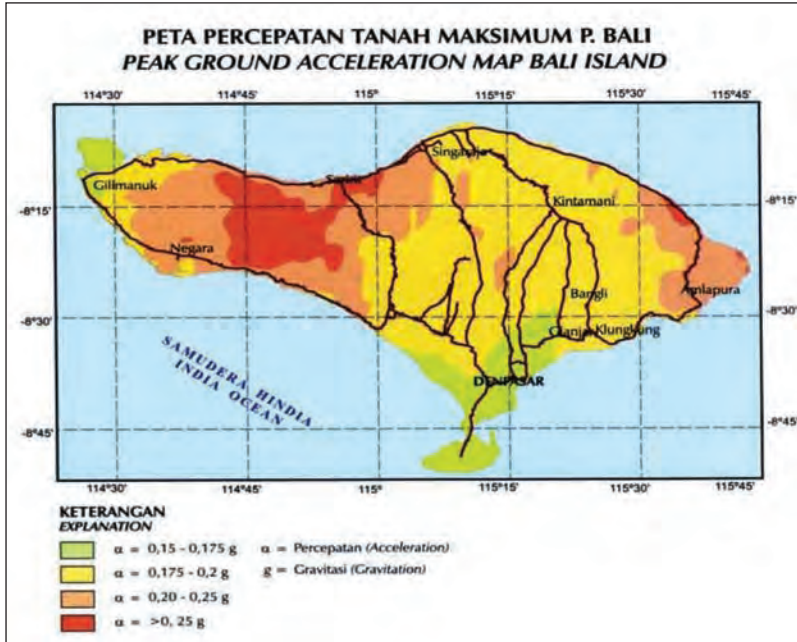 PETA PERCEPATAN TANAH MAKSIMUM P. BALI
PEAK GROUND ACCELERATION MAP BALI ISLAND
114°30' 114°45' 115° 115°15' 115°30' 115°45'
Singaraja
Gilimanuk
Kintamani
-8°15' -8°15'
Negara
Amlapura
Bangli
-8°30' -8°30'
Gianjar Klungkung
SAMUDERA HINDIA
INDIA OCEAN
DENPASAR
-8°45' -8°45'
114°30' 114°45' 115° 115°15' 115°30' 115°45'
KETERANGAN
EXPLANATION
α = 0,15 - 0,175 g α = Percepatan (Acceleration)
α = 0,175 - 0,2 g g = Gravitasi (Gravitation)
α = 0,20 - 0,25 g
α = >0, 25 g